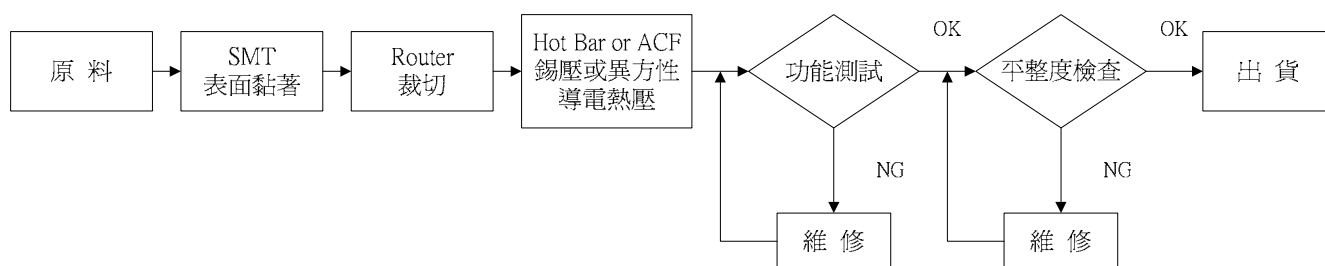 原 料
SMT
表面黏著
Router
裁切
Hot Bar or ACF
錫壓或異方性
導電熱壓
功能測試
OK
NG
維 修
平整度檢查
OK
NG
維 修
出 貨